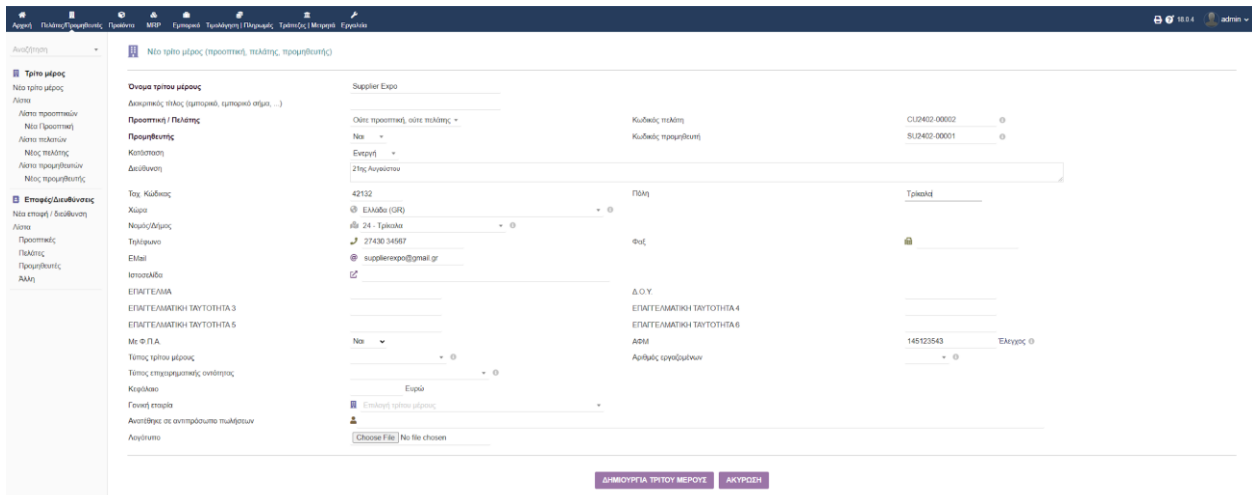 Αρχική Πελάτες/Προμηθευτές Προϊόντα MRP Εμπορικό Τιμολόγηση | Πληρωμές Τράπεζες | Μετρητά Εργαλεία 18.0.4 admin
Αναζήτηση
Νέο τρίτο μέρος (προοπτική, πελάτης, προμηθευτής)
Τρίτο μέρος
Νέο τρίτο μέρος
Λίστα
Λίστα προοπτικών
Νέα Προοπτική
Λίστα πελατών
Νέος πελάτης
Λίστα προμηθευτών
Νέος προμηθευτής
Επαφές/Διευθύνσεις
Νέα επαφή / διεύθυνση
Λίστα
Προοπτικές
Πελάτες
Προμηθευτές
Άλλη
Όνομα τρίτου μέρους Supplier Expo
Διακριτικός τίτλος (εμπορικό, εμπορικό σήμα, ...)
Προοπτική / Πελάτης Ούτε προοπτική, ούτε πελάτης Κωδικός πελάτη CU2402-00002
Προμηθευτής Ναι Κωδικός προμηθευτή SU2402-00001
Κατάσταση Ενεργή
Διεύθυνση 21ης Αυγούστου
Ταχ. Κώδικας 42132 Πόλη Τρίκαλα
Χώρα Ελλάδα (GR)
Νομός/Δήμος 24 - Τρίκαλα
Τηλέφωνο 27430 34567 Φαξ
EMail supplierexpo@gmail.gr
Ιστοσελίδα
ΕΠΑΓΓΕΛΜΑ Δ.Ο.Υ.
ΕΠΑΓΓΕΛΜΑΤΙΚΗ ΤΑΥΤΟΤΗΤΑ 3 ΕΠΑΓΓΕΛΜΑΤΙΚΗ ΤΑΥΤΟΤΗΤΑ 4
ΕΠΑΓΓΕΛΜΑΤΙΚΗ ΤΑΥΤΟΤΗΤΑ 5 ΕΠΑΓΓΕΛΜΑΤΙΚΗ ΤΑΥΤΟΤΗΤΑ 6
Με Φ.Π.Α. Ναι ΑΦΜ 145123543 Έλεγχος
Τύπος τρίτου μέρους Αριθμός εργαζομένων
Τύπος επιχειρηματικής οντότητας
Κεφάλαιο Ευρώ
Γονική εταιρία Επιλογή τρίτου μέρους
Ανατέθηκε σε αντιπρόσωπο πωλήσεων
Λογότυπο Choose File No file chosen
ΔΗΜΙΟΥΡΓΊΑ ΤΡΊΤΟΥ ΜΈΡΟΥΣ ΑΚΎΡΩΣΗ